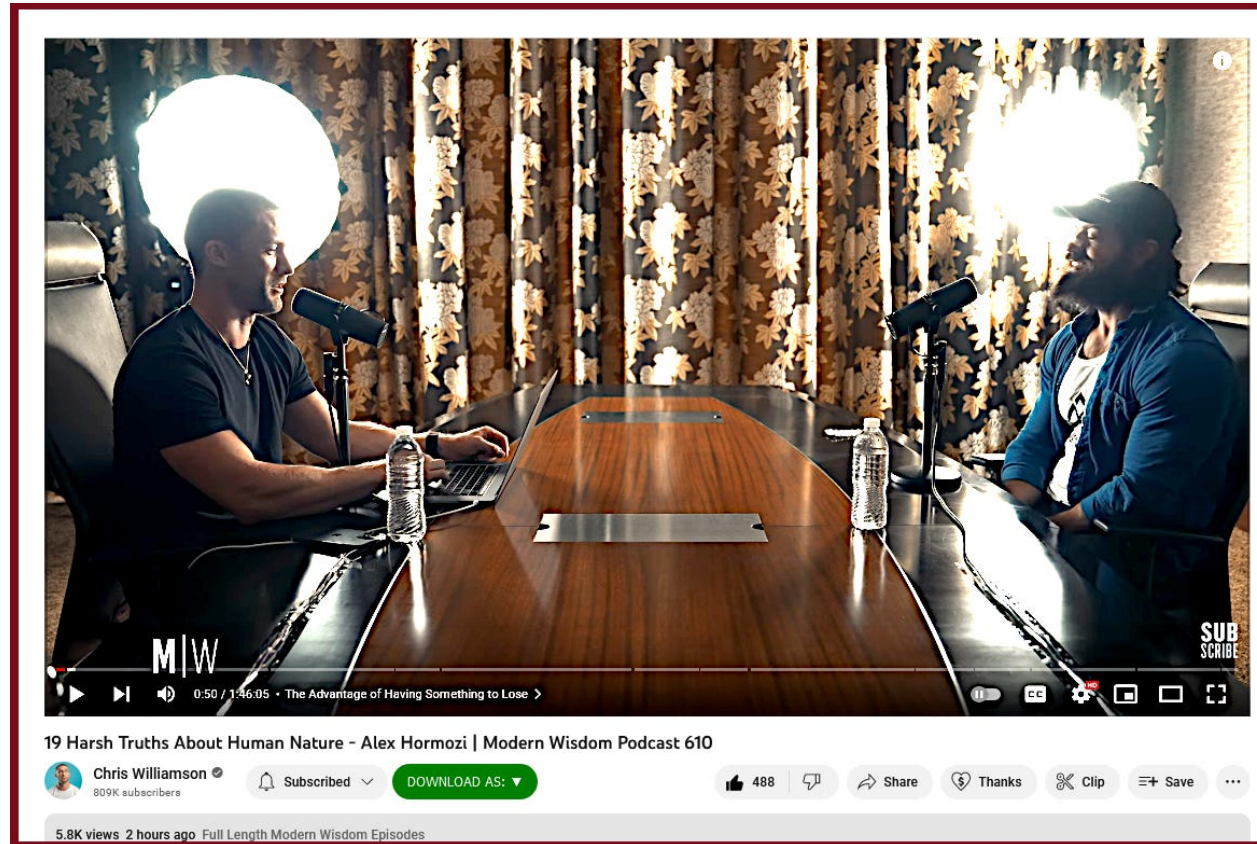 M|W
SUB
SCRIBE
0:50 / 1:46:05 • The Advantage of Having Something to Lose >
CC
HD
19 Harsh Truths About Human Nature - Alex Hormozi | Modern Wisdom Podcast 610
Chris Williamson
809K subscribers
Subscribed
DOWNLOAD AS: ▼
488
Share
Thanks
Clip
Save
5.8K views 2 hours ago Full Length Modern Wisdom Episodes